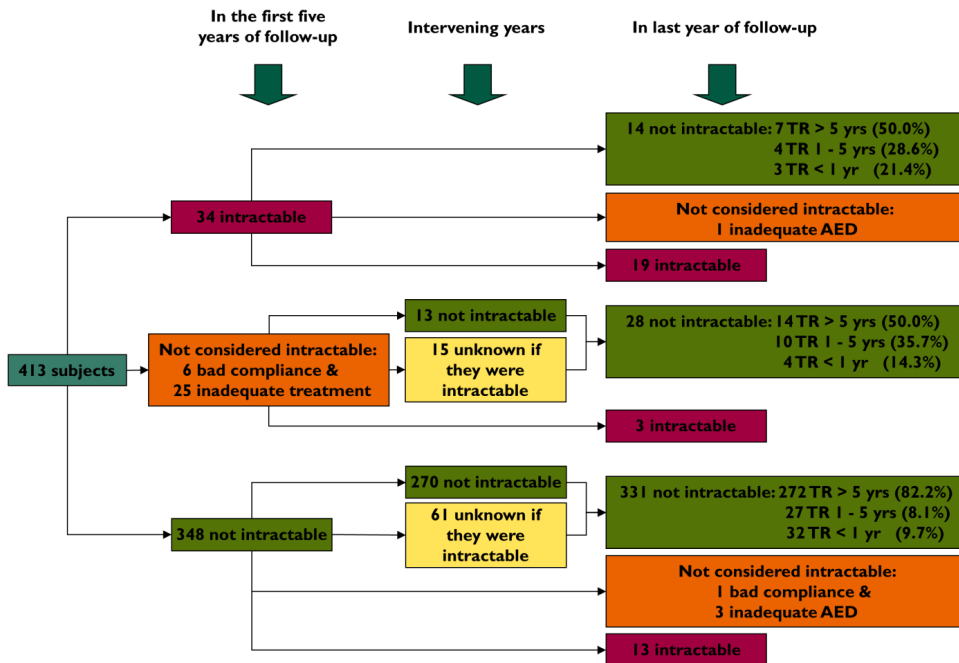 In the first five
years of follow-up
Intervening years
In last year of follow-up
14 not intractable: 7 TR > 5 yrs (50.0%)
4 TR 1 - 5 yrs (28.6%)
3 TR < 1 yr (21.4%)
34 intractable
Not considered intractable:
1 inadequate AED
19 intractable
413 subjects
Not considered intractable:
6 bad compliance &
25 inadequate treatment
13 not intractable
15 unknown if
they were
intractable
28 not intractable: 14 TR > 5 yrs (50.0%)
10 TR 1 - 5 yrs (35.7%)
4 TR < 1 yr (14.3%)
3 intractable
348 not intractable
270 not intractable
61 unknown if
they were
intractable
331 not intractable: 272 TR > 5 yrs (82.2%)
27 TR 1 - 5 yrs (8.1%)
32 TR < 1 yr (9.7%)
Not considered intractable:
1 bad compliance &
3 inadequate AED
13 intractable